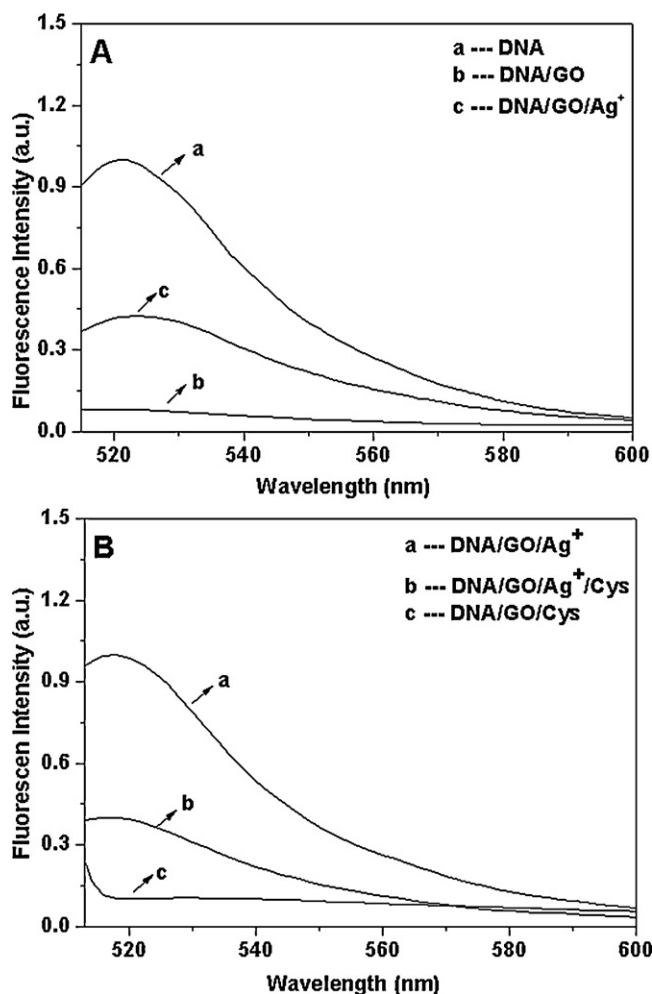 A
a --- DNA
b --- DNA/GO
c --- DNA/GO/Ag⁺
1.5
1.2
0.9
0.6
0.3
0.0
Fluorescence Intensity (a.u.)
a
c
b
520 540 560 580 600
Wavelength (nm)
B
a --- DNA/GO/Ag⁺
b --- DNA/GO/Ag⁺/Cys
c --- DNA/GO/Cys
1.5
1.2
0.9
0.6
0.3
0.0
Fluorescen Intensity (a.u.)
a
b
c
520 540 560 580 600
Wavelength (nm)